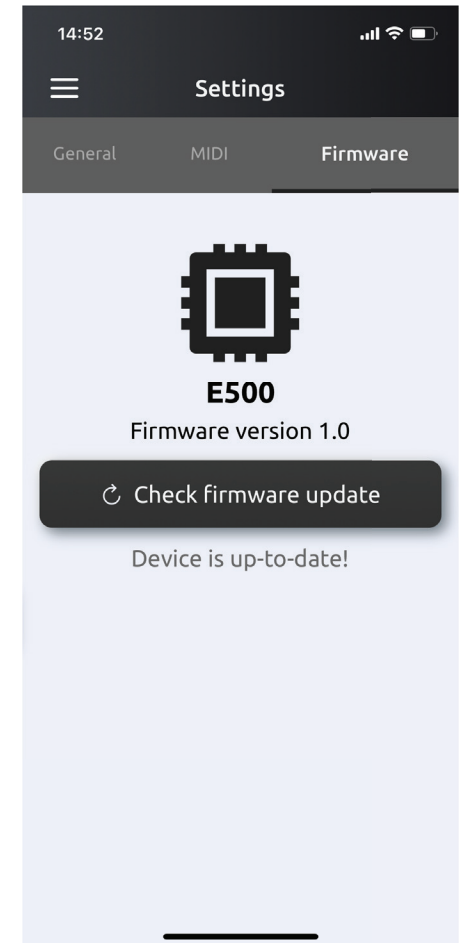 14:52
Settings
General MIDI Firmware
E500
Firmware version 1.0
Check firmware update
Device is up-to-date!